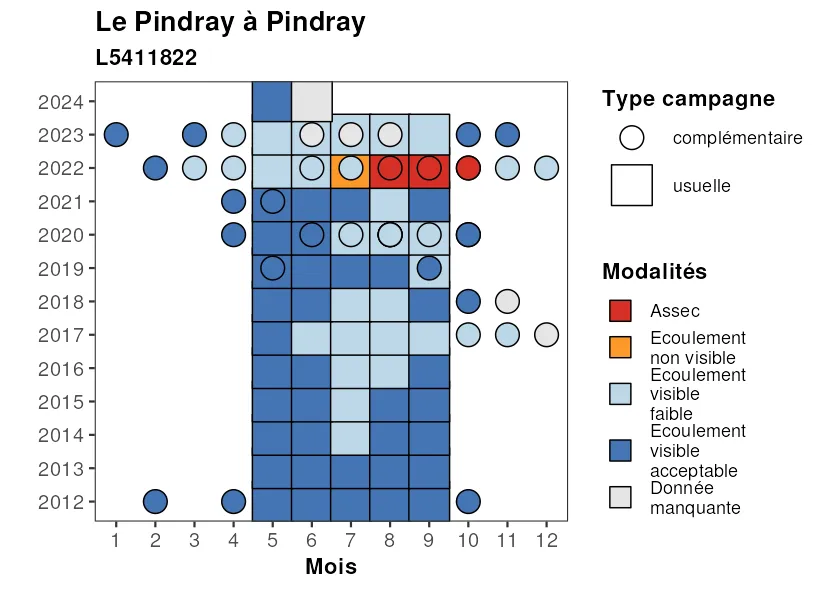 Le Pindray à Pindray
L5411822
2024
2023
2022
2021
2020
2019
2018
2017
2016
2015
2014
2013
2012
1 2 3 4 5 6 7 8 9 10 11 12
Mois
Type campagne
complémentaire
usuelle
Modalités
Assec
Ecoulement
non visible
Ecoulement
visible
faible
Ecoulement
visible
acceptable
Donnée
manquante